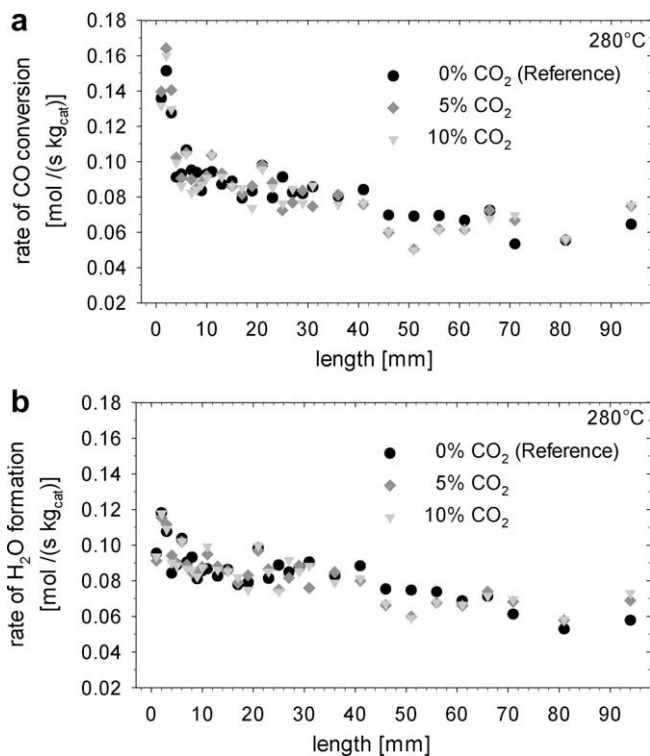 a
280°C
0% CO₂ (Reference)
5% CO₂
10% CO₂
rate of CO conversion
[mol /(s kg_cat)]
0.18
0.16
0.14
0.12
0.10
0.08
0.06
0.04
0.02
0 10 20 30 40 50 60 70 80 90
length [mm]
b
280°C
0% CO₂ (Reference)
5% CO₂
10% CO₂
rate of H₂O formation
[mol /(s kg_cat)]
0.18
0.16
0.14
0.12
0.10
0.08
0.06
0.04
0.02
0 10 20 30 40 50 60 70 80 90
length [mm]